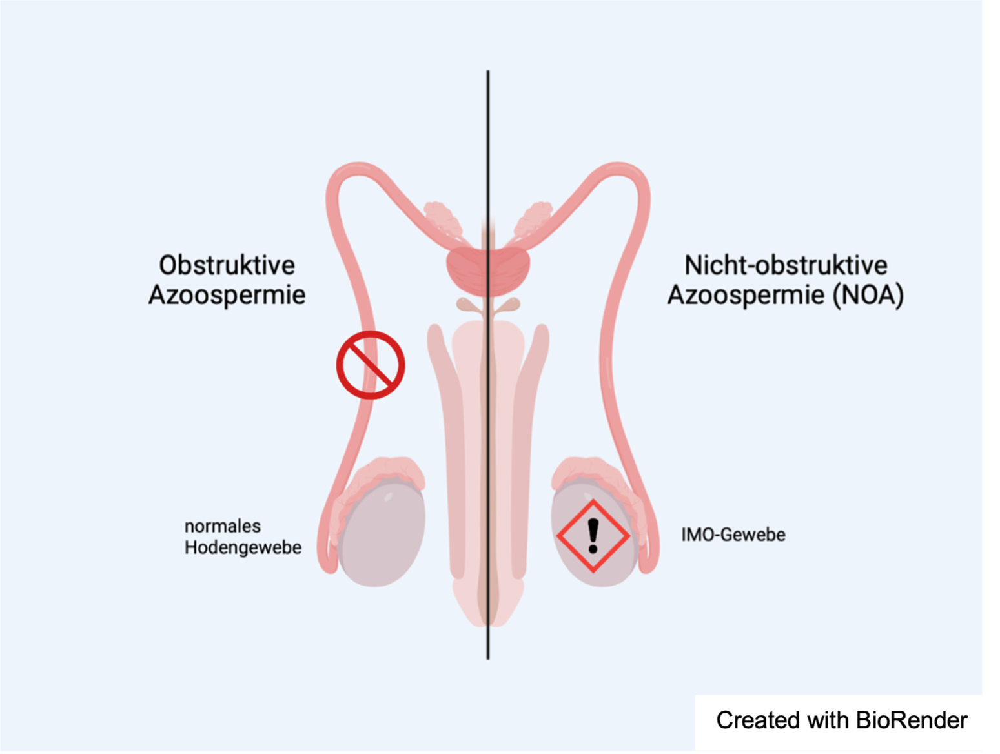 Obstruktive
Azoospermie
Nicht-obstruktive
Azoospermie (NOA)
normales
Hodengewebe
IMO-Gewebe
Created with BioRender